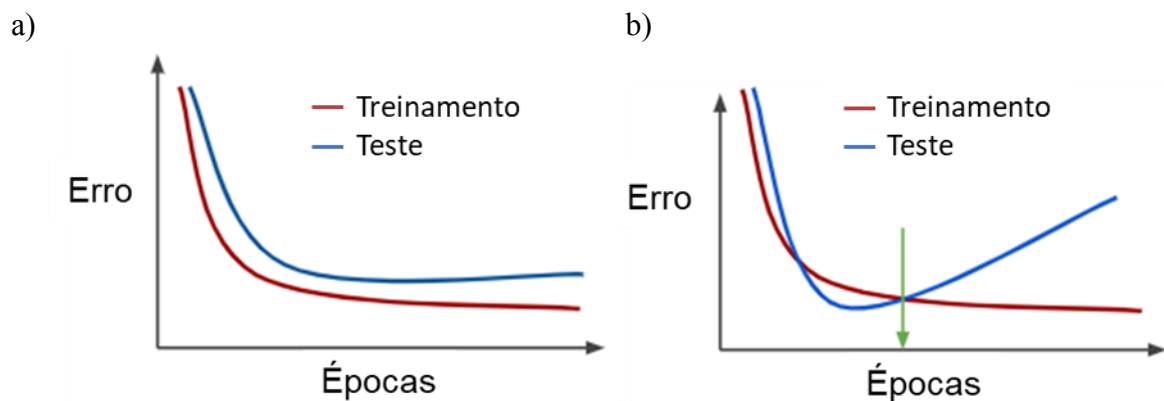 a)
Treinamento
Teste
Erro
Épocas
b)
Treinamento
Teste
Erro
Épocas